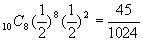 ₁₀C₈(1/2)⁸(1/2)² = 45/1024